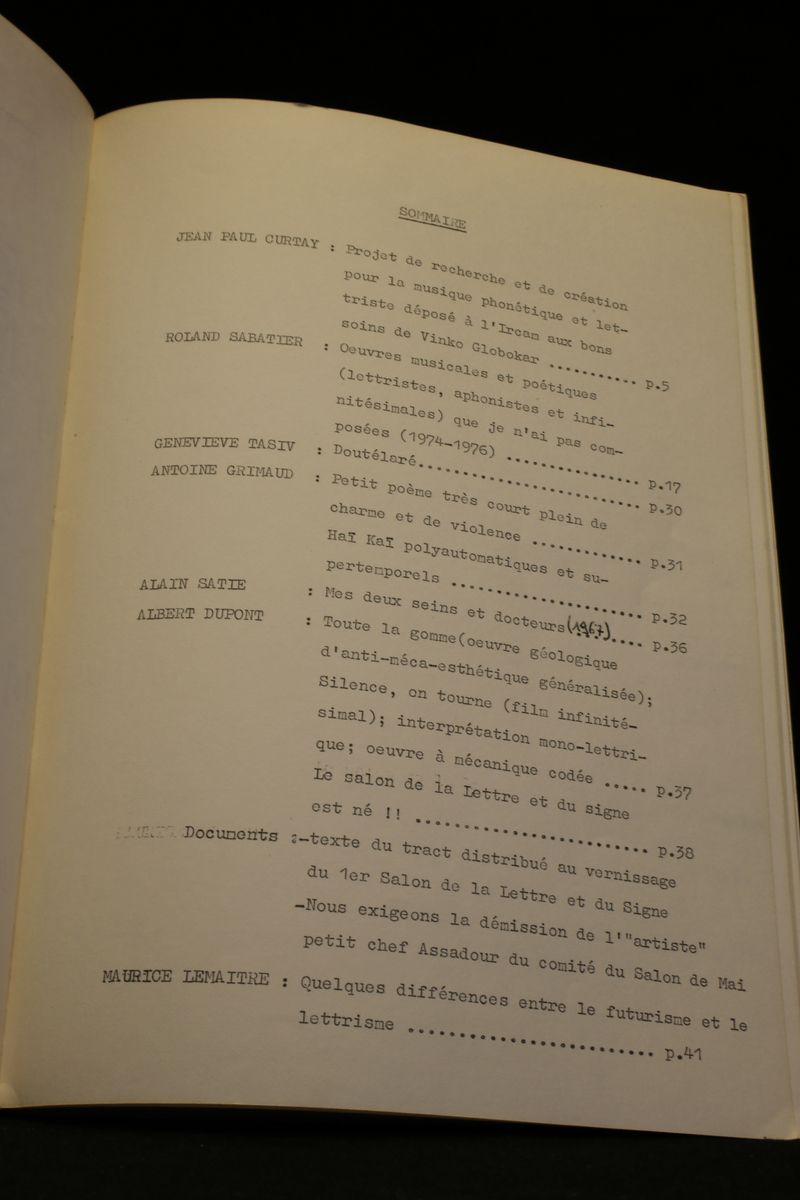 SOMMAIRE
JEAN PAUL CURTAY : Projet de recherche et de création
pour la musique phonétique et let-
triste déposé à l'Ircam aux bons
soins de Vinko Globokar ........... p.5
ROLAND SABATIER : Oeuvres musicales et poétiques
(lettristes, aphonistes et infi-
nitésimales) que je n'ai pas com-
posées (1974-1976) ............... p.17
GENEVIEVE TASIV : Doutélaré......................... p.30
ANTOINE GRIMAUD : Petit poème très court plein de
charme et de violence ............. p.31
Haï Kaï polyautomatiques et su-
pertemporels ...................... p.32
ALAIN SATIE : Mes deux seins et docteurs(1967).... p.36
ALBERT DUPONT : Toute la gomme(oeuvre géologique
d'anti-méca-esthétique généralisée);
Silence, on tourne (film infinité-
simal); interprétation mono-lettri-
que; oeuvre à mécanique codée ..... p.37
Le salon de la Lettre et du signe
est né !! ......................... p.38
Documents :-texte du tract distribué au vernissage
du 1er Salon de la Lettre et du Signe
-Nous exigeons la démission de l'"artiste"
petit chef Assadour du comité du Salon de Mai
MAURICE LEMAITRE : Quelques différences entre le futurisme et le
lettrisme ......................... p.41